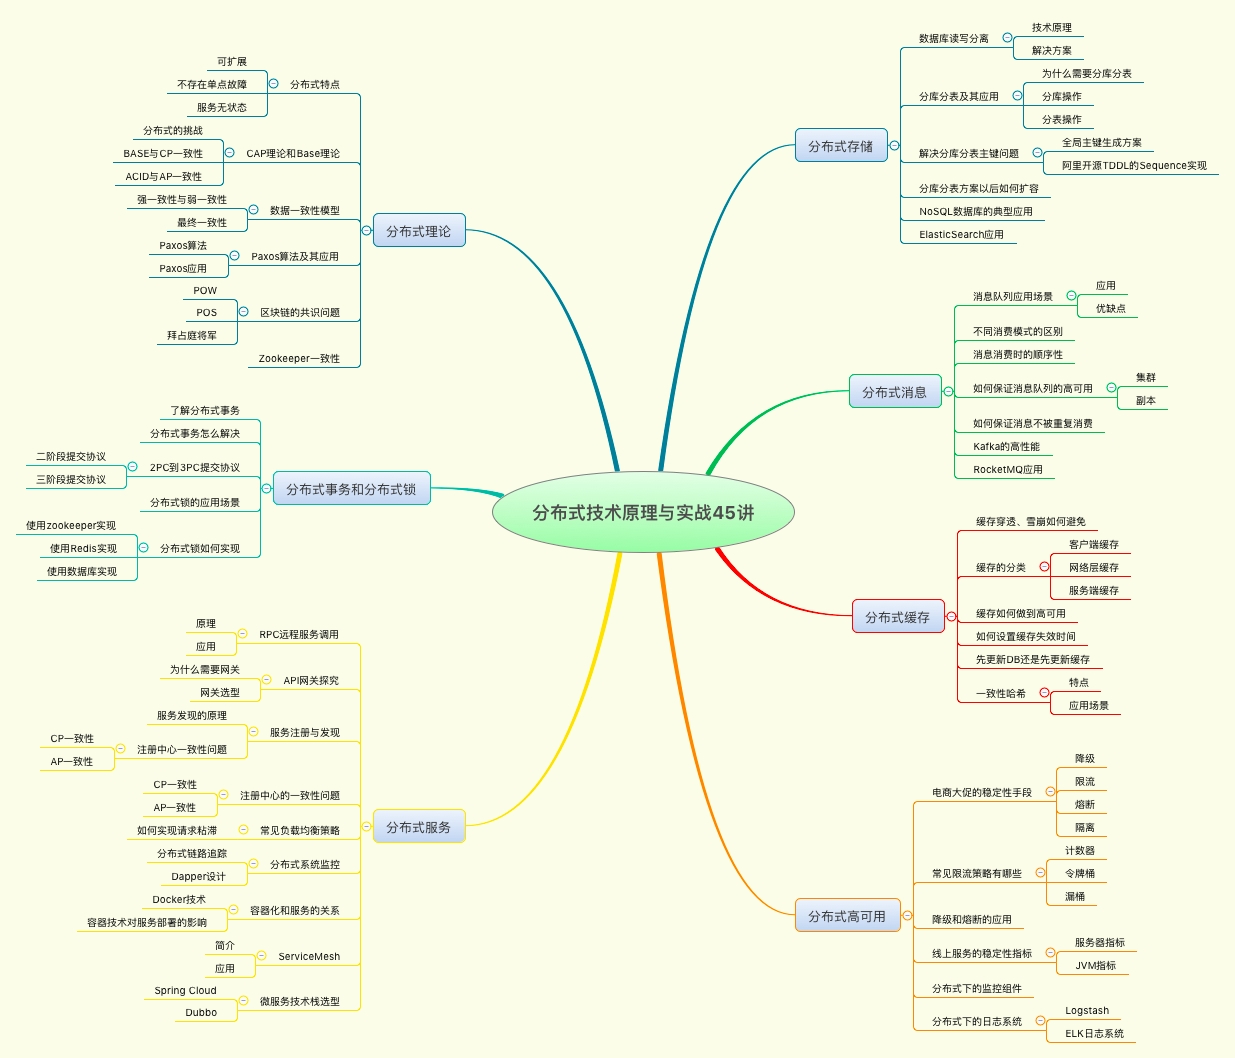 分布式技术原理与实战45讲
分布式理论
分布式特点
可扩展
不存在单点故障
服务无状态
CAP理论和Base理论
分布式的挑战
BASE与CP一致性
ACID与AP一致性
数据一致性模型
强一致性与弱一致性
最终一致性
Paxos算法及其应用
Paxos算法
Paxos应用
区块链的共识问题
POW
POS
拜占庭将军
Zookeeper一致性
分布式事务和分布式锁
了解分布式事务
分布式事务怎么解决
2PC到3PC提交协议
二阶段提交协议
三阶段提交协议
分布式锁的应用场景
分布式锁如何实现
使用zookeeper实现
使用Redis实现
使用数据库实现
分布式服务
RPC远程服务调用
原理
应用
API网关探究
为什么需要网关
网关选型
服务注册与发现
服务发现的原理
注册中心一致性问题
CP一致性
AP一致性
注册中心的一致性问题
CP一致性
AP一致性
常见负载均衡策略
如何实现请求粘滞
分布式系统监控
分布式链路追踪
Dapper设计
容器化和服务的关系
Docker技术
容器技术对服务部署的影响
ServiceMesh
简介
应用
微服务技术栈选型
Spring Cloud
Dubbo
分布式存储
数据库读写分离
技术原理
解决方案
分库分表及其应用
为什么需要分库分表
分库操作
分表操作
解决分库分表主键问题
全局主键生成方案
阿里开源TDDL的Sequence实现
分库分表方案以后如何扩容
NoSQL数据库的典型应用
ElasticSearch应用
分布式消息
消息队列应用场景
应用
优缺点
不同消费模式的区别
消息消费时的顺序性
如何保证消息队列的高可用
集群
副本
如何保证消息不被重复消费
Kafka的高性能
RocketMQ应用
分布式缓存
缓存穿透、雪崩如何避免
缓存的分类
客户端缓存
网络层缓存
服务端缓存
缓存如何做到高可用
如何设置缓存失效时间
先更新DB还是先更新缓存
一致性哈希
特点
应用场景
分布式高可用
电商大促的稳定性手段
降级
限流
熔断
隔离
常见限流策略有哪些
计数器
令牌桶
漏桶
降级和熔断的应用
线上服务的稳定性指标
服务器指标
JVM指标
分布式下的监控组件
分布式下的日志系统
Logstash
ELK日志系统